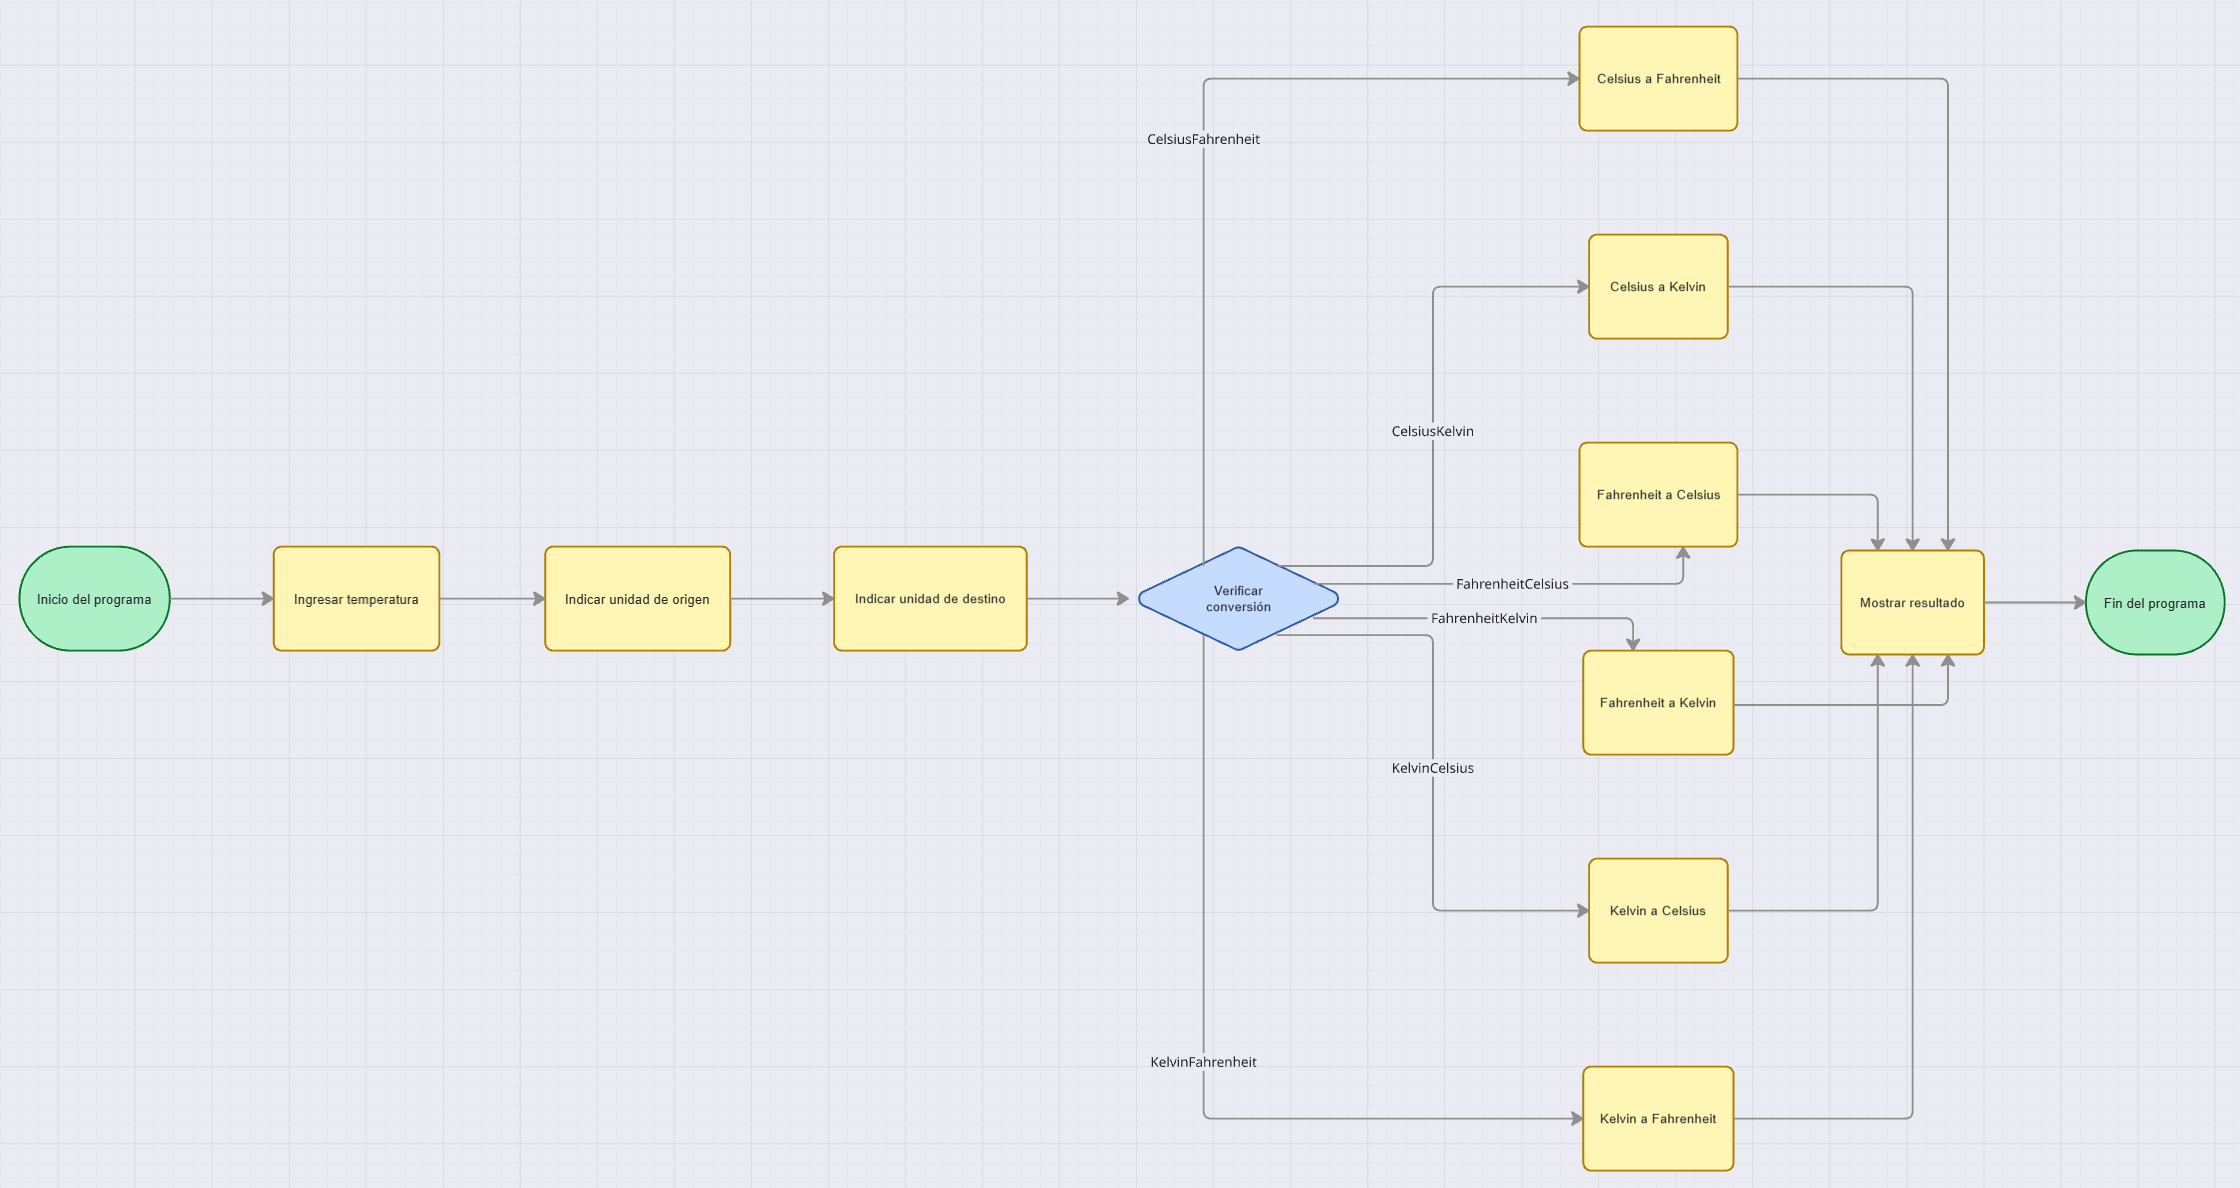 Inicio del programa
Ingresar temperatura
Indicar unidad de origen
Indicar unidad de destino
Verificar
conversión
CelsiusFahrenheit
CelsiusKelvin
FahrenheitCelsius
FahrenheitKelvin
KelvinCelsius
KelvinFahrenheit
Celsius a Fahrenheit
Celsius a Kelvin
Fahrenheit a Celsius
Fahrenheit a Kelvin
Kelvin a Celsius
Kelvin a Fahrenheit
Mostrar resultado
Fin del programa